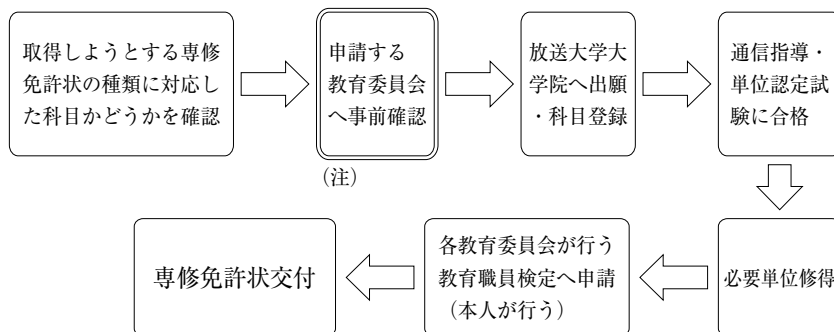 取得しようとする専修
免許状の種類に対応し
た科目かどうかを確認
申請する
教育委員会
へ事前確認
（注）
放送大学大
学院へ出願
・科目登録
通信指導・
単位認定試
験に合格
必要単位修得
各教育委員会が行う
教育職員検定へ申請
（本人が行う）
専修免許状交付